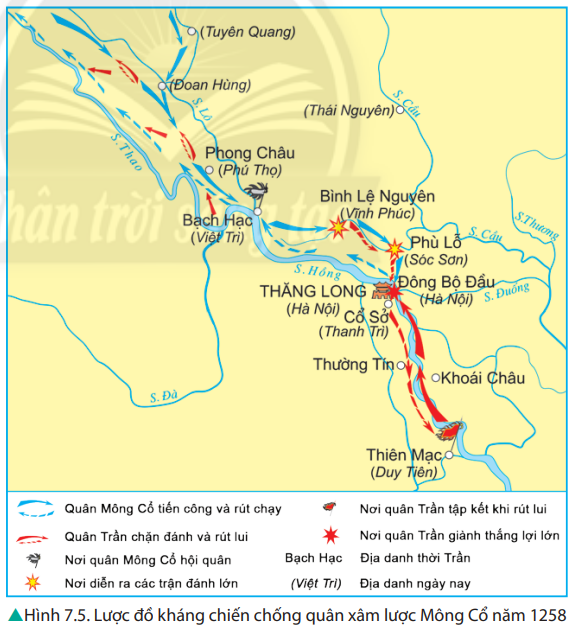 (Tuyên Quang)
(Đoan Hùng)
S. Lô
S. Cầu
(Thái Nguyên)
S. Thao
Phong Châu
(Phú Thọ)
Bình Lệ Nguyên
(Vĩnh Phúc)
S. Thương
Bạch Hạc
(Việt Trì)
Phù Lỗ
(Sóc Sơn)
S. Cầu
S. Hồng
Đông Bộ Đầu
(Hà Nội)
S. Đuống
THĂNG LONG
(Hà Nội)
Cổ Sở
(Thanh Trì)
Thường Tín
Khoái Châu
S. Đà
Thiên Mạc
(Duy Tiên)
Quân Mông Cổ tiến công và rút chạy
Quân Trần chặn đánh và rút lui
Nơi quân Mông Cổ hội quân
Nơi diễn ra các trận đánh lớn
Nơi quân Trần tập kết khi rút lui
Nơi quân Trần giành thắng lợi lớn
Bạch Hạc Địa danh thời Trần
(Việt Trì) Địa danh ngày nay
▲Hình 7.5. Lược đồ kháng chiến chống quân xâm lược Mông Cổ năm 1258